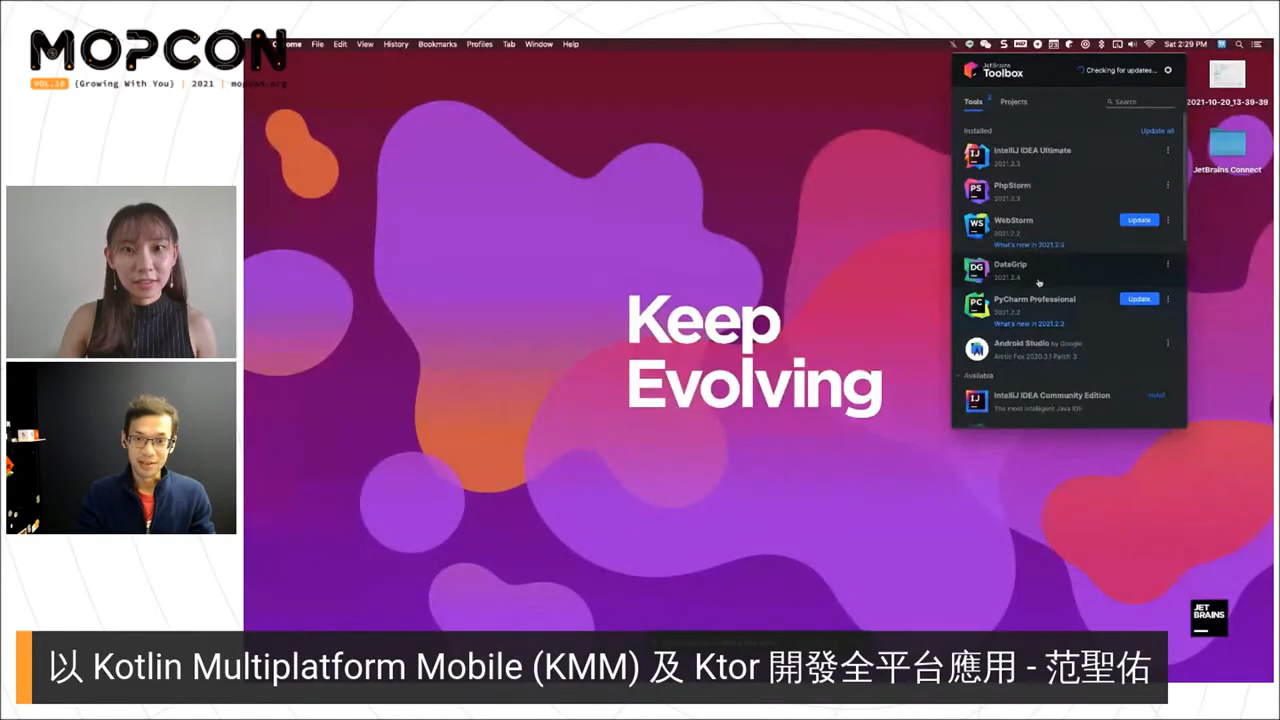 MOPCON
VOL.10 {Growing With You} | 2021 | mopcon.org
Chrome File Edit View History Bookmarks Profiles Tab Window Help
Sat 2:29 PM
JetBrains
Toolbox
Checking for updates...
Tools 2 Projects
Search
Installed
Update all
IntelliJ IDEA Ultimate
2021.2.3
PhpStorm
2021.2.3
WebStorm
2021.2.2
Update
What's new in 2021.2.3
DataGrip
2021.2.4
PyCharm Professional
2021.2.2
Update
What's new in 2021.2.3
Android Studio by Google
Arctic Fox 2020.3.1 Patch 3
Available
IntelliJ IDEA Community Edition
Install
The most intelligent Java IDE
2021-10-20_13-39-39
JetBrains Connect
Keep
Evolving
JET
BRAINS
以 Kotlin Multiplatform Mobile (KMM) 及 Ktor 開發全平台應用 - 范聖佑